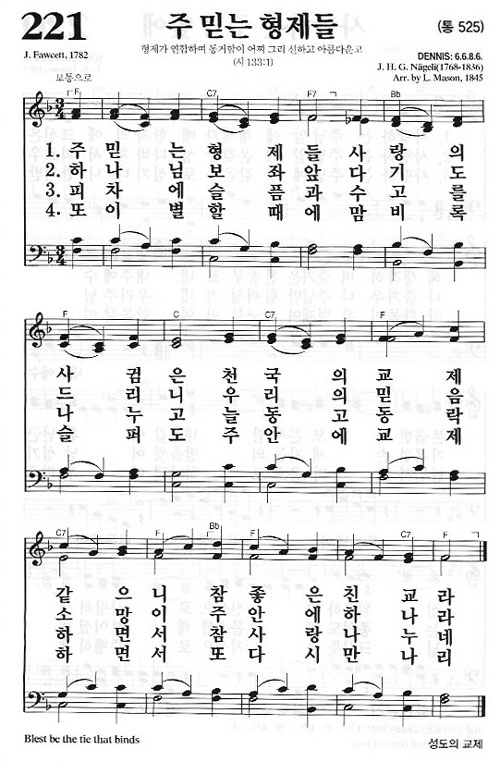 221
주 믿는 형제들
(통 525)
형제가 연합하여 동거함이 어찌 그리 선하고 아름다운고
(시 133:1)
J. Fawcett, 1782
DENNIS: 6.6.8.6.
J. H. G. Nägeli(1768-1836)
Arr. by L. Mason, 1845
보통으로
F C7 F7 Bb
1. 주 믿 는 형 제 들 사 랑 의
2. 하 나 님 보 좌 앞 다 기 도
3. 피 차 에 슬 픔 과 수 고 를
4. 또 이 별 할 때 에 맘 비 록
F C C7 F
사 귐 은 천 국 의 교 제
드 리 니 우 리 의 믿 음
나 누 고 늘 동 고 동 락
슬 퍼 도 주 안 에 교 제
C7 F Bb F C7 F
같 으 니 참 좋 은 친 교 라
소 망 이 주 안 에 하 나 라
하 면 서 참 사 랑 나 누 네
하 면 서 또 다 시 만 나 리
Blest be the tie that binds
성도의 교제